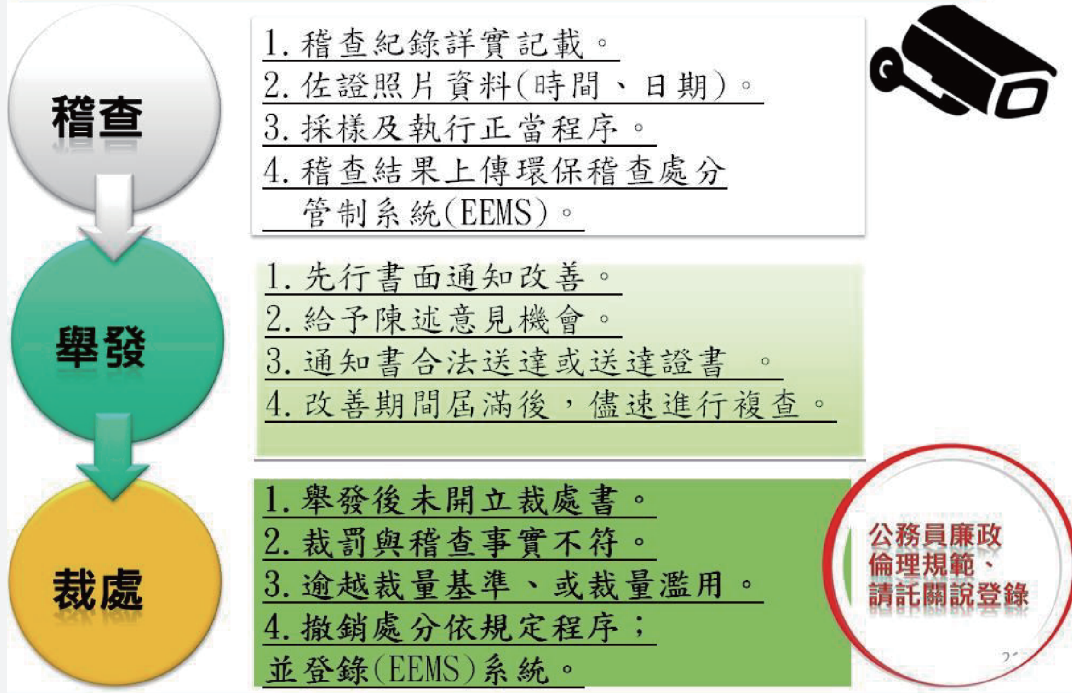 稽查
1.稽查紀錄詳實記載。
2.佐證照片資料(時間、日期)。
3.採樣及執行正當程序。
4.稽查結果上傳環保稽查處分
管制系統(EEMS)。
舉發
1.先行書面通知改善。
2.給予陳述意見機會。
3.通知書合法送達或送達證書 。
4.改善期間屆滿後，儘速進行複查。
裁處
1.舉發後未開立裁處書。
2.裁罰與稽查事實不符。
3.逾越裁量基準、或裁量濫用。
4.撤銷處分依規定程序；
並登錄(EEMS)系統。
公務員廉政
倫理規範、
請託關說登錄